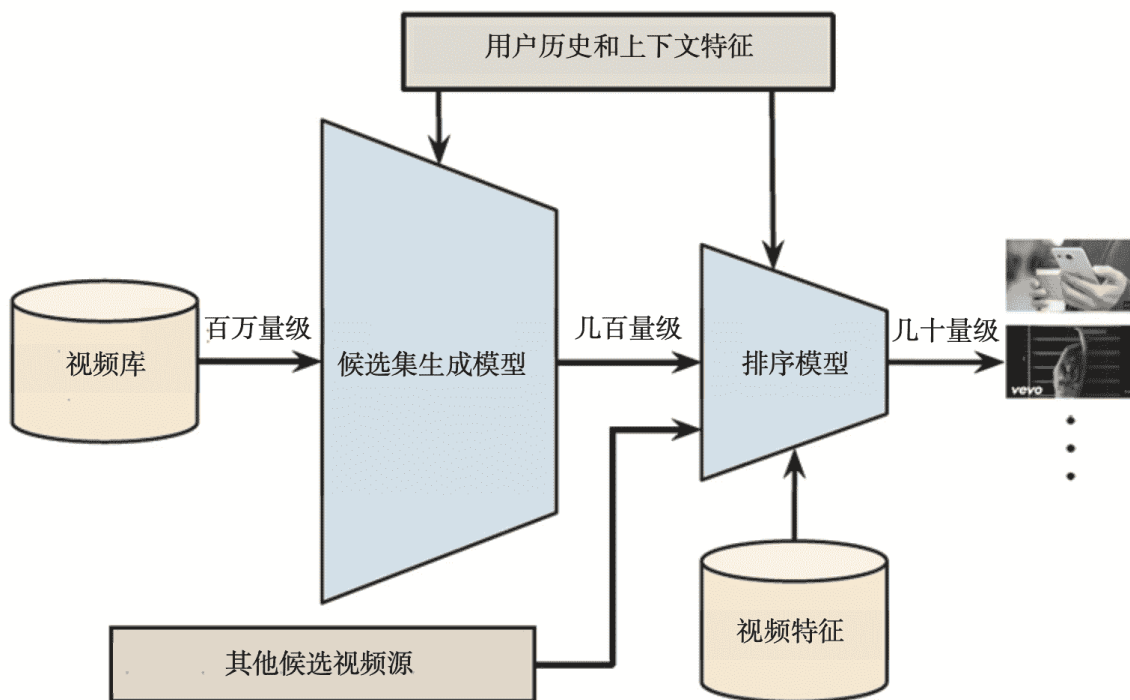 用户历史和上下文特征
视频库
百万量级
候选集生成模型
几百量级
排序模型
几十量级
vevo
其他候选视频源
视频特征